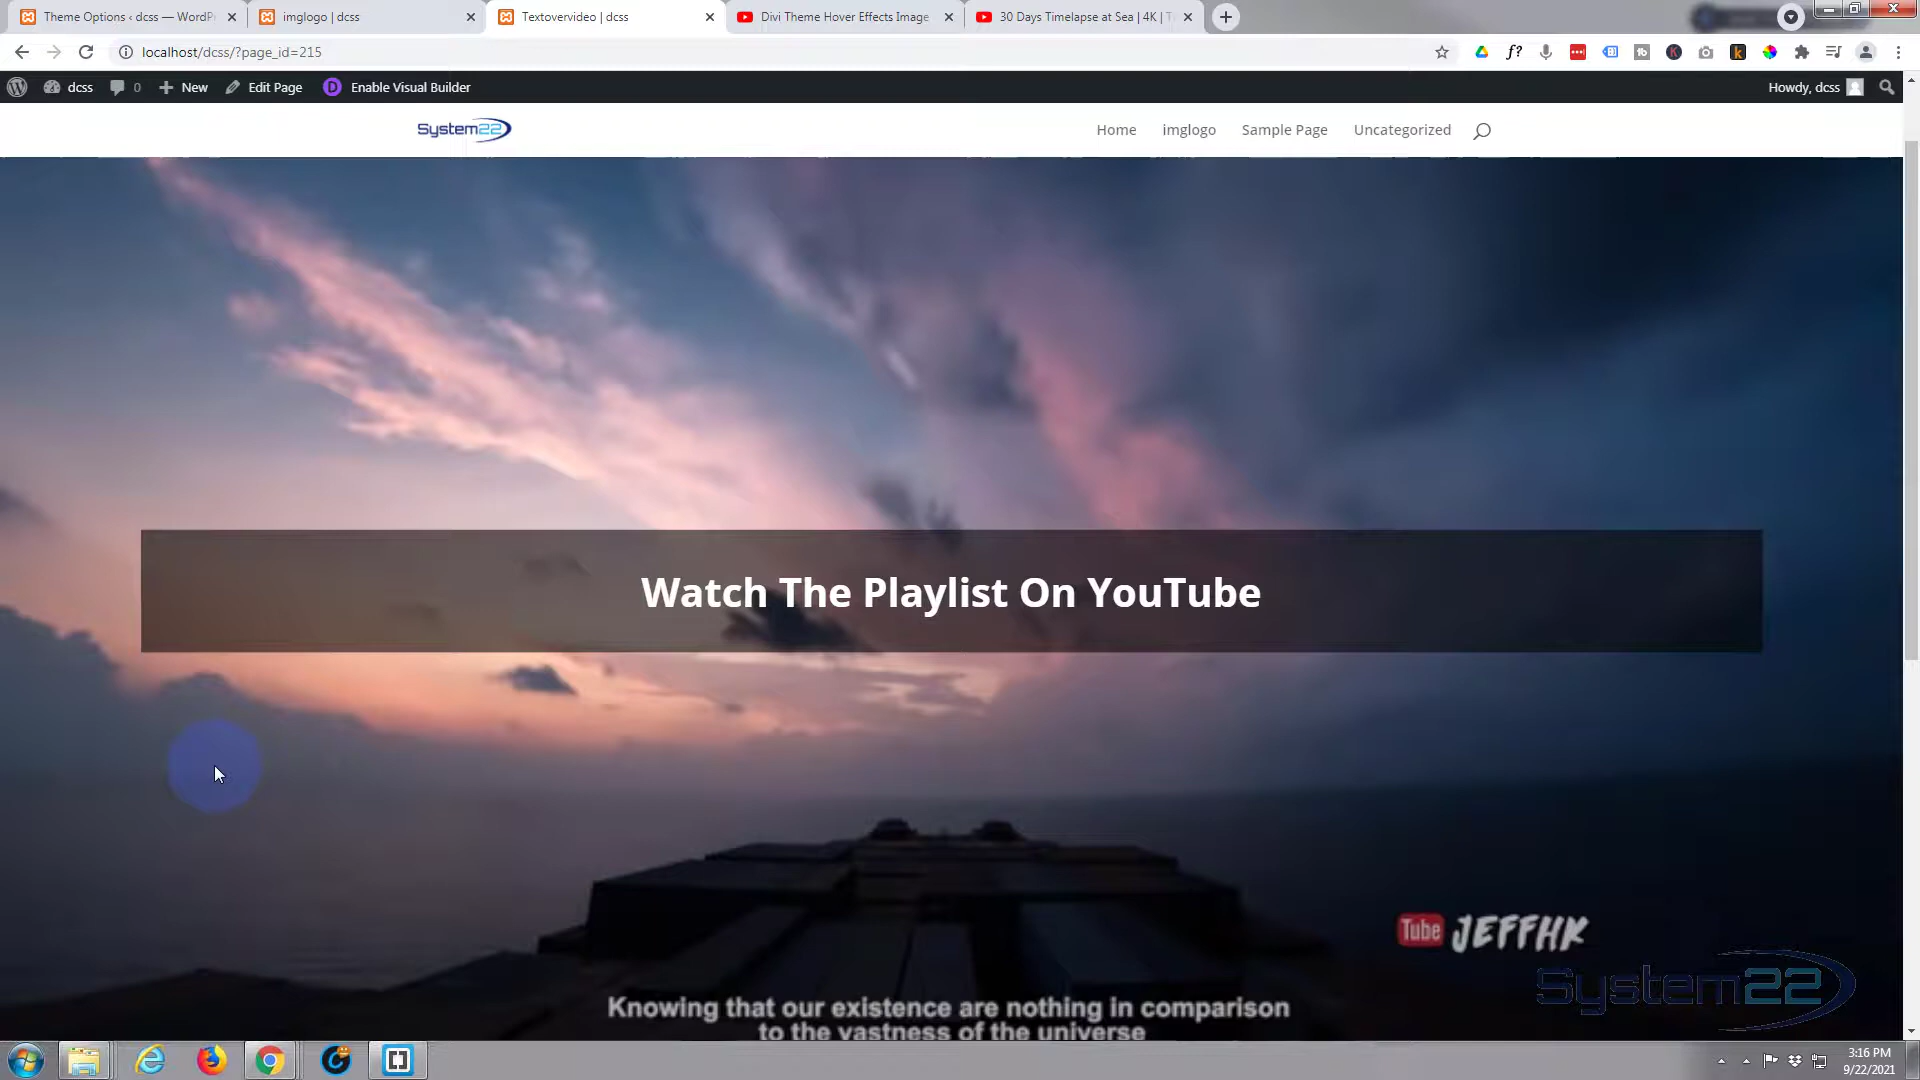 Theme Options ‹ dcss — WordPr
imglogo | dcss
Textovervideo | dcss
Divi Theme Hover Effects Image
30 Days Timelapse at Sea | 4K | T
localhost/dcss/?page_id=215
dcss
0
New
Edit Page
Enable Visual Builder
Howdy, dcss
System22
Home
imglogo
Sample Page
Uncategorized
Watch The Playlist On YouTube
Tube JEFFHK
System22
Knowing that our existence are nothing in comparison
to the vastness of the universe
3:16 PM
9/22/2021